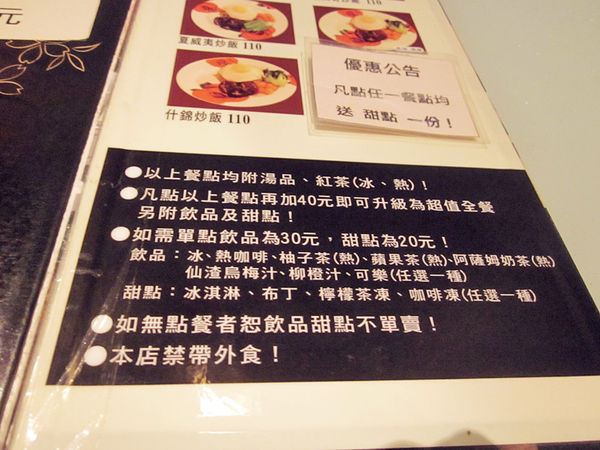 元
夏威夷炒飯 110
什錦炒飯 110
優惠公告
凡點任一餐點均
送 甜點 一份！
●以上餐點均附湯品、紅茶(冰、熱)！
●凡點以上餐點再加40元即可升級為超值全餐
另附飲品及甜點！
●如需單點飲品為30元，甜點為20元！
飲品：冰、熱咖啡、柚子茶(熱)、蘋果茶(熱)、阿薩姆奶茶(熱)
仙渣烏梅汁、柳橙汁、可樂(任選一種)
甜點：冰淇淋、布丁、檸檬茶凍、咖啡凍(任選一種)
●如無點餐者恕飲品甜點不單賣！
●本店禁帶外食！